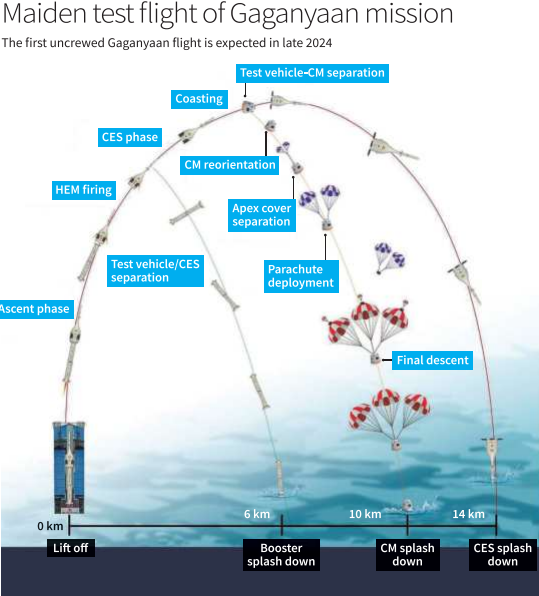 Maiden test flight of Gaganyaan mission
The first uncrewed Gaganyaan flight is expected in late 2024
Test vehicle-CM separation
Coasting
CES phase
CM reorientation
HEM firing
Apex cover
separation
Test vehicle/CES
separation
Parachute
deployment
Ascent phase
Final descent
6 km
10 km
14 km
0 km
Lift off
Booster
splash down
CM splash
down
CES splash
down